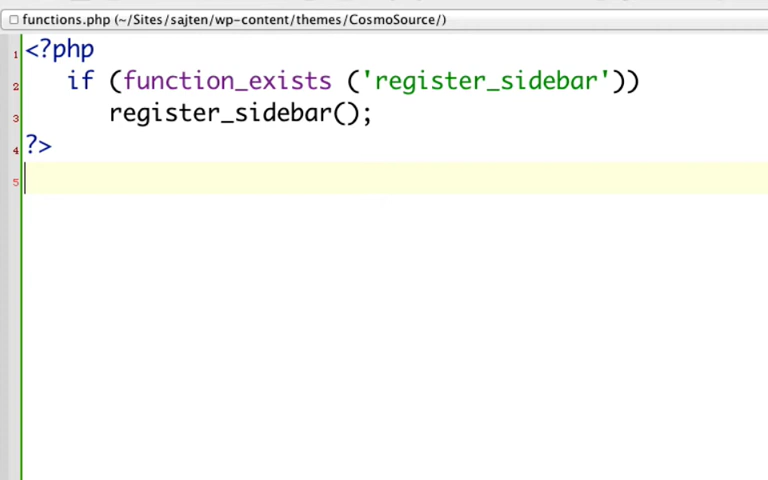 functions.php (~/Sites/sajten/wp-content/themes/CosmoSource/)
1 <?php
2 if (function_exists ('register_sidebar'))
3 register_sidebar();
4 ?>
5